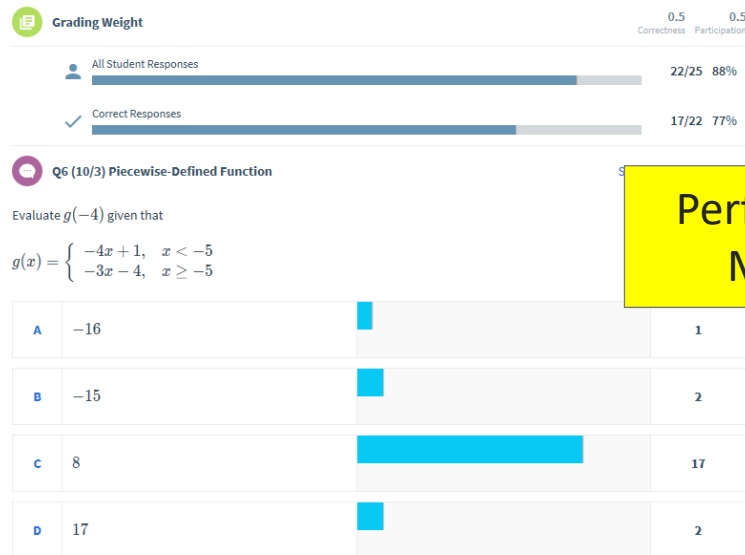 Grading Weight
0.5 0.5
Correctness Participation
All Student Responses
22/25 88%
Correct Responses
17/22 77%
Q6 (10/3) Piecewise-Defined Function
Evaluate g(−4) given that
g(x) = { −4x + 1, x < −5
−3x − 4, x ≥ −5
A −16 1
B −15 2
C 8 17
D 17 2